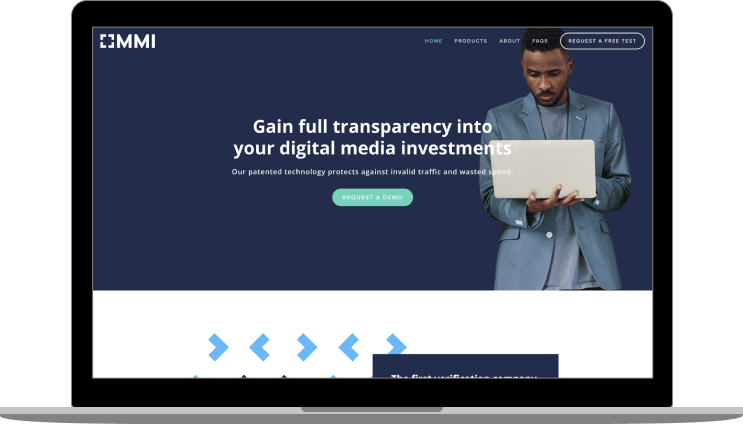 MMI
HOME PRODUCTS ABOUT FAQS REQUEST A FREE TEST
Gain full transparency into
your digital media investments
Our patented technology protects against invalid traffic and wasted spend.
REQUEST A DEMO
The first verification company